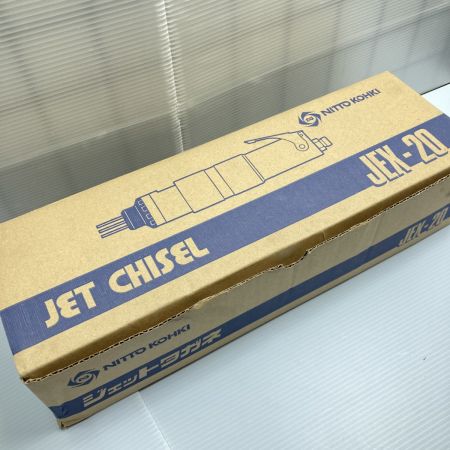 NITTO KOHKI
JEX-20
JET CHISEL
JEX-20
NITTO KOHKI
ジェットタガネ